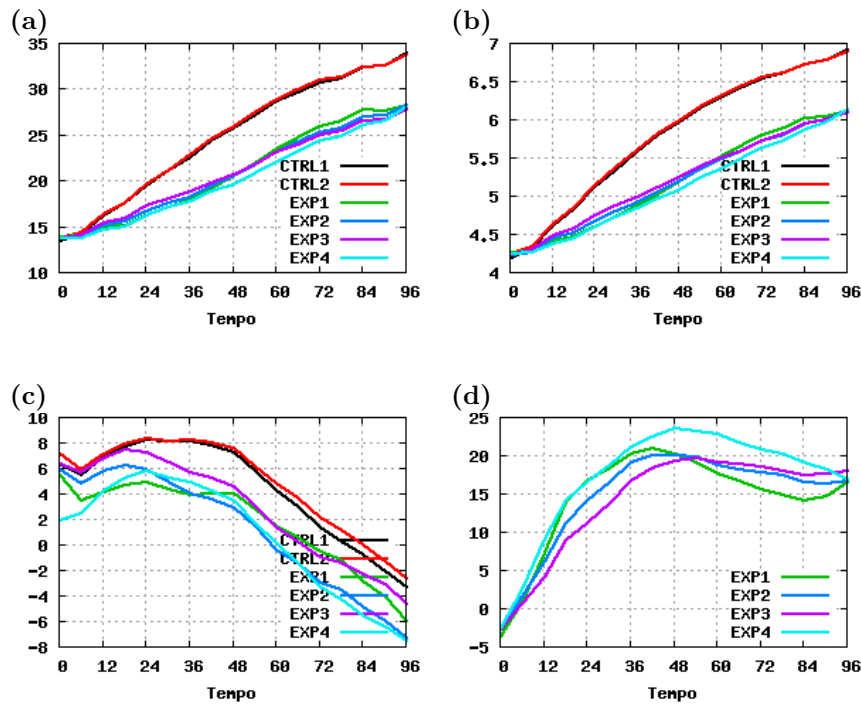 (a)
35
30
25
20
15
10
CTRL1
CTRL2
EXP1
EXP2
EXP3
EXP4
0 12 24 36 48 60 72 84 96
Tempo
(b)
7
6.5
6
5.5
5
4.5
4
CTRL1
CTRL2
EXP1
EXP2
EXP3
EXP4
0 12 24 36 48 60 72 84 96
Tempo
(c)
10
8
6
4
2
0
-2
-4
-6
-8
CTRL1
CTRL2
EXP1
EXP2
EXP3
EXP4
0 12 24 36 48 60 72 84 96
Tempo
(d)
25
20
15
10
5
0
-5
EXP1
EXP2
EXP3
EXP4
0 12 24 36 48 60 72 84 96
Tempo